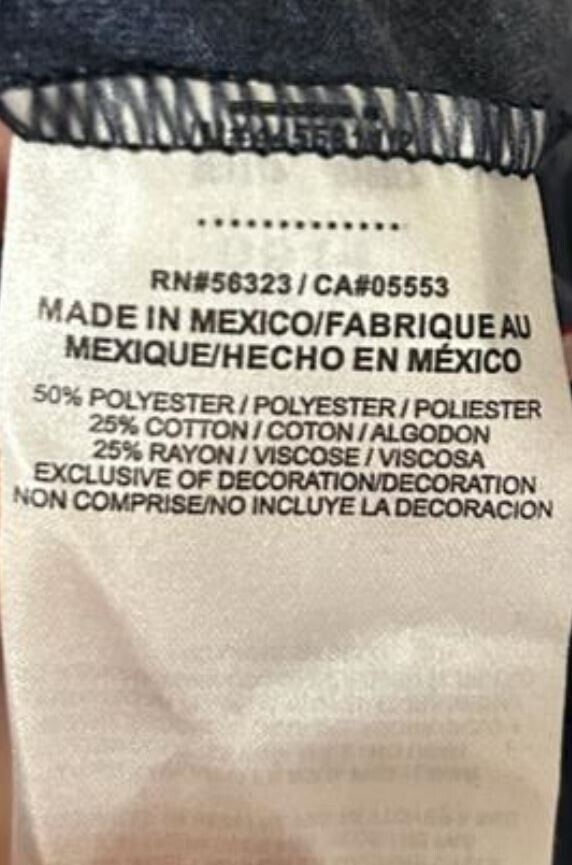 RN#56323 / CA#05553
MADE IN MEXICO/FABRIQUE AU
MEXIQUE/HECHO EN MÉXICO
50% POLYESTER / POLYESTER / POLIESTER
25% COTTON / COTON / ALGODON
25% RAYON / VISCOSE / VISCOSA
EXCLUSIVE OF DECORATION/DECORATION
NON COMPRISE/NO INCLUYE LA DECORACION